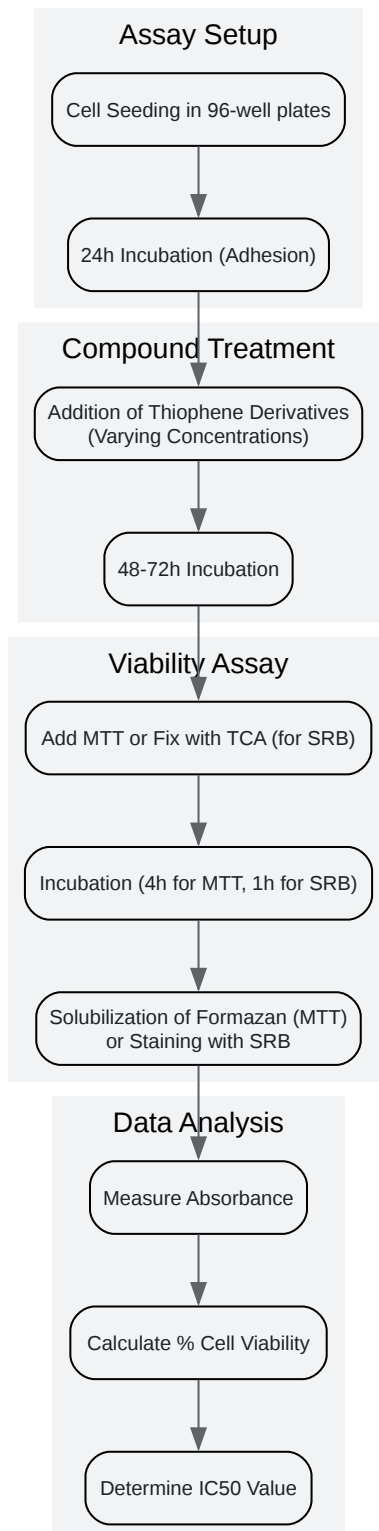 Assay Setup
Cell Seeding in 96-well plates
24h Incubation (Adhesion)
Compound Treatment
Addition of Thiophene Derivatives
(Varying Concentrations)
48-72h Incubation
Viability Assay
Add MTT or Fix with TCA (for SRB)
Incubation (4h for MTT, 1h for SRB)
Solubilization of Formazan (MTT)
or Staining with SRB
Data Analysis
Measure Absorbance
Calculate % Cell Viability
Determine IC50 Value